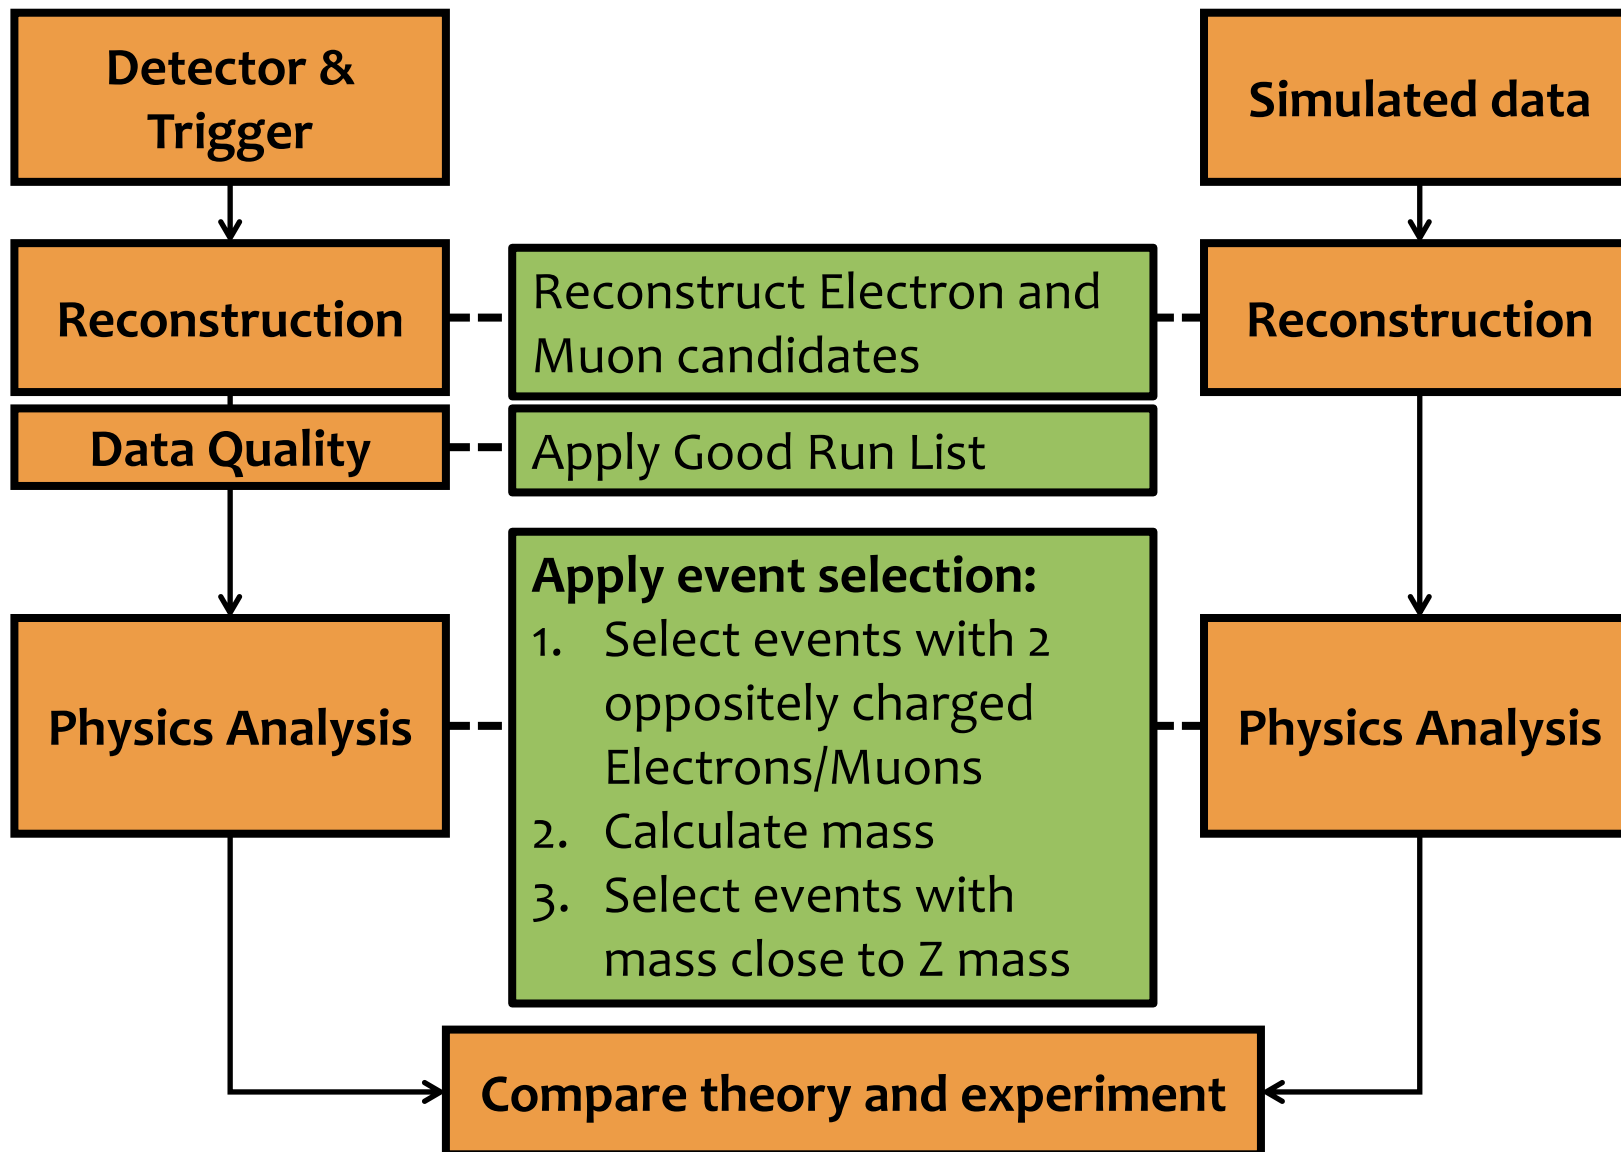 Detector &
Trigger
Simulated data
Reconstruction
Reconstruct Electron and
Muon candidates
Reconstruction
Data Quality
Apply Good Run List
Physics Analysis
Apply event selection:
1. Select events with 2
oppositely charged
Electrons/Muons
2. Calculate mass
3. Select events with
mass close to Z mass
Physics Analysis
Compare theory and experiment